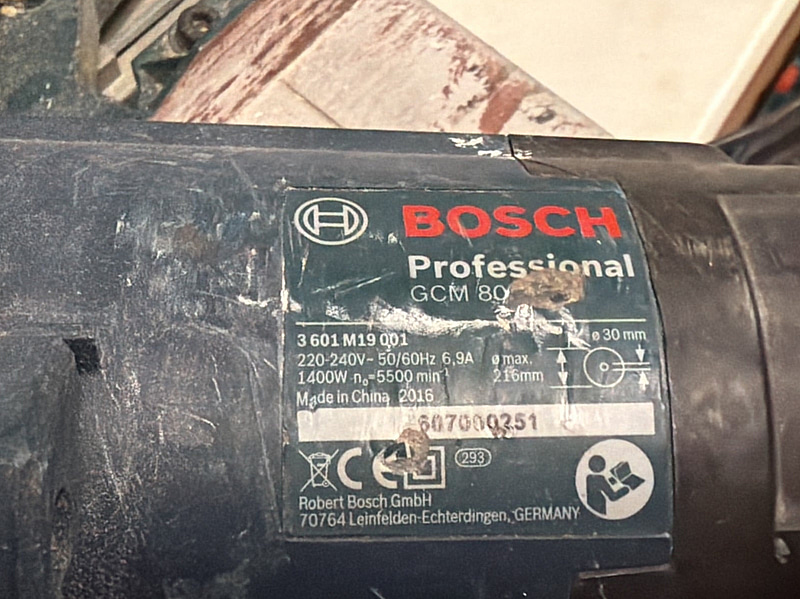 BOSCH
Professional
GCM 80
3 601 M19 001
220-240V~ 50/60Hz 6,9A
1400W n₀=5500 min⁻¹
ø max.
216mm
ø 30 mm
Made in China 2016
607000251
CE
293
Robert Bosch GmbH
70764 Leinfelden-Echterdingen, GERMANY